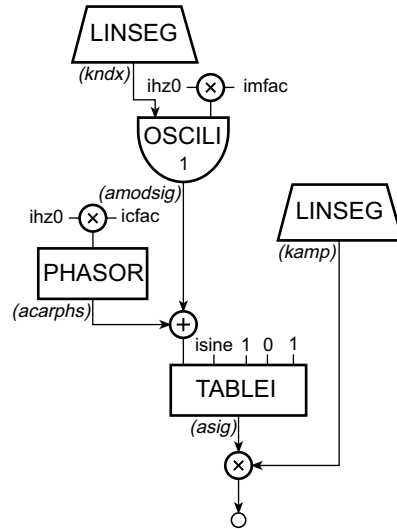 LINSEG
(kndx)
ihz0 × imfac
OSCILI
1
(amodsig)
LINSEG
ihz0 × icfac
(kamp)
PHASOR
(acarphs)
+
isine 1 0 1
TABLEI
(asig)
×